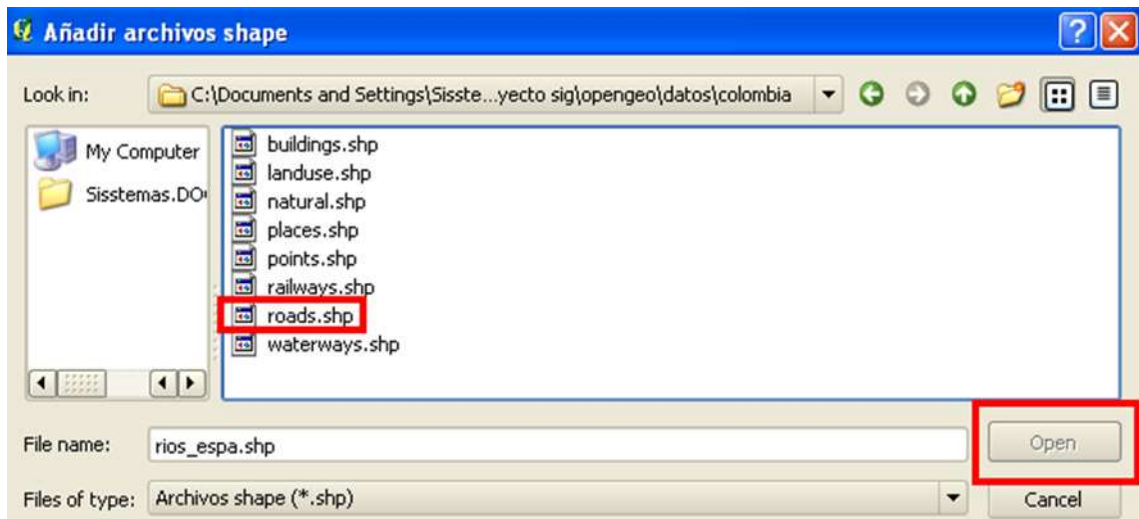 Añadir archivos shape
Look in: C:\Documents and Settings\Sisste...yecto sig\opengeo\datos\colombia
My Computer
Sisstemas.DO
buildings.shp
landuse.shp
natural.shp
places.shp
points.shp
railways.shp
roads.shp
waterways.shp
File name: rios_espa.shp Open
Files of type: Archivos shape (*.shp) Cancel